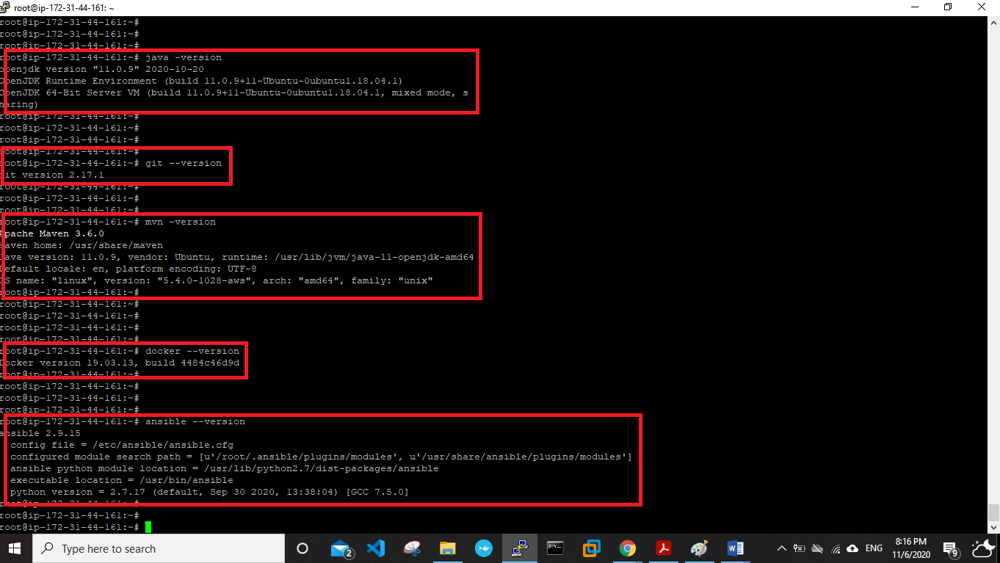 root@ip-172-31-44-161: ~
root@ip-172-31-44-161:~#
root@ip-172-31-44-161:~#
root@ip-172-31-44-161:~#
root@ip-172-31-44-161:~# java -version
openjdk version "11.0.9" 2020-10-20
OpenJDK Runtime Environment (build 11.0.9+11-Ubuntu-0ubuntu1.18.04.1)
OpenJDK 64-Bit Server VM (build 11.0.9+11-Ubuntu-0ubuntu1.18.04.1, mixed mode, s
haring)
root@ip-172-31-44-161:~#
root@ip-172-31-44-161:~#
root@ip-172-31-44-161:~#
root@ip-172-31-44-161:~#
root@ip-172-31-44-161:~# git --version
git version 2.17.1
root@ip-172-31-44-161:~#
root@ip-172-31-44-161:~#
root@ip-172-31-44-161:~#
root@ip-172-31-44-161:~# mvn -version
Apache Maven 3.6.0
Maven home: /usr/share/maven
Java version: 11.0.9, vendor: Ubuntu, runtime: /usr/lib/jvm/java-11-openjdk-amd64
Default locale: en, platform encoding: UTF-8
OS name: "linux", version: "5.4.0-1028-aws", arch: "amd64", family: "unix"
root@ip-172-31-44-161:~#
root@ip-172-31-44-161:~#
root@ip-172-31-44-161:~#
root@ip-172-31-44-161:~#
root@ip-172-31-44-161:~#
root@ip-172-31-44-161:~# docker --version
Docker version 19.03.13, build 4484c46d9d
root@ip-172-31-44-161:~#
root@ip-172-31-44-161:~#
root@ip-172-31-44-161:~#
root@ip-172-31-44-161:~#
root@ip-172-31-44-161:~# ansible --version
ansible 2.9.15
config file = /etc/ansible/ansible.cfg
configured module search path = [u'/root/.ansible/plugins/modules', u'/usr/share/ansible/plugins/modules']
ansible python module location = /usr/lib/python2.7/dist-packages/ansible
executable location = /usr/bin/ansible
python version = 2.7.17 (default, Sep 30 2020, 13:38:04) [GCC 7.5.0]
root@ip-172-31-44-161:~#
root@ip-172-31-44-161:~#
root@ip-172-31-44-161:~#
Type here to search
2
ENG
8:16 PM
11/6/2020
9